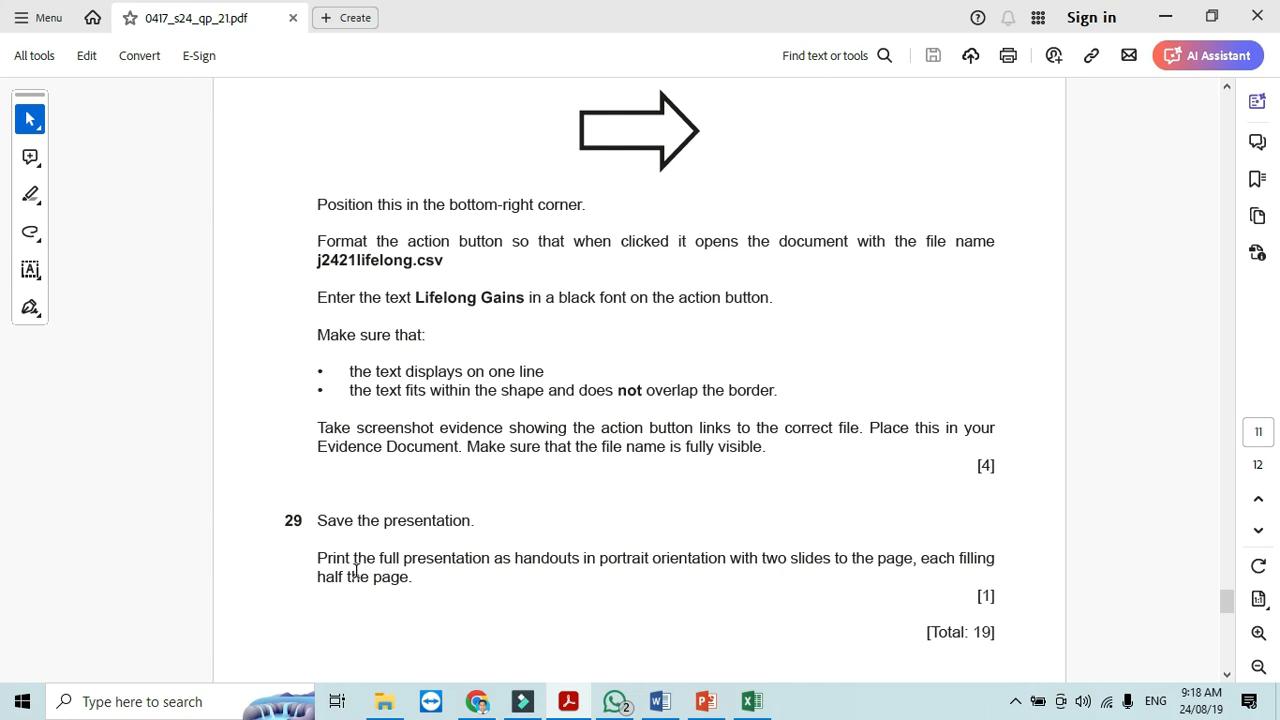 Menu
0417_s24_qp_21.pdf
Create
Sign in
All tools
Edit
Convert
E-Sign
Find text or tools
AI Assistant
Position this in the bottom-right corner.
Format the action button so that when clicked it opens the document with the file name
j2421lifelong.csv
Enter the text Lifelong Gains in a black font on the action button.
Make sure that:
• the text displays on one line
• the text fits within the shape and does not overlap the border.
Take screenshot evidence showing the action button links to the correct file. Place this in your
Evidence Document. Make sure that the file name is fully visible.
[4]
29 Save the presentation.
Print the full presentation as handouts in portrait orientation with two slides to the page, each filling
half the page.
[1]
[Total: 19]
11
12
Type here to search
2
ENG
9:18 AM
24/08/19